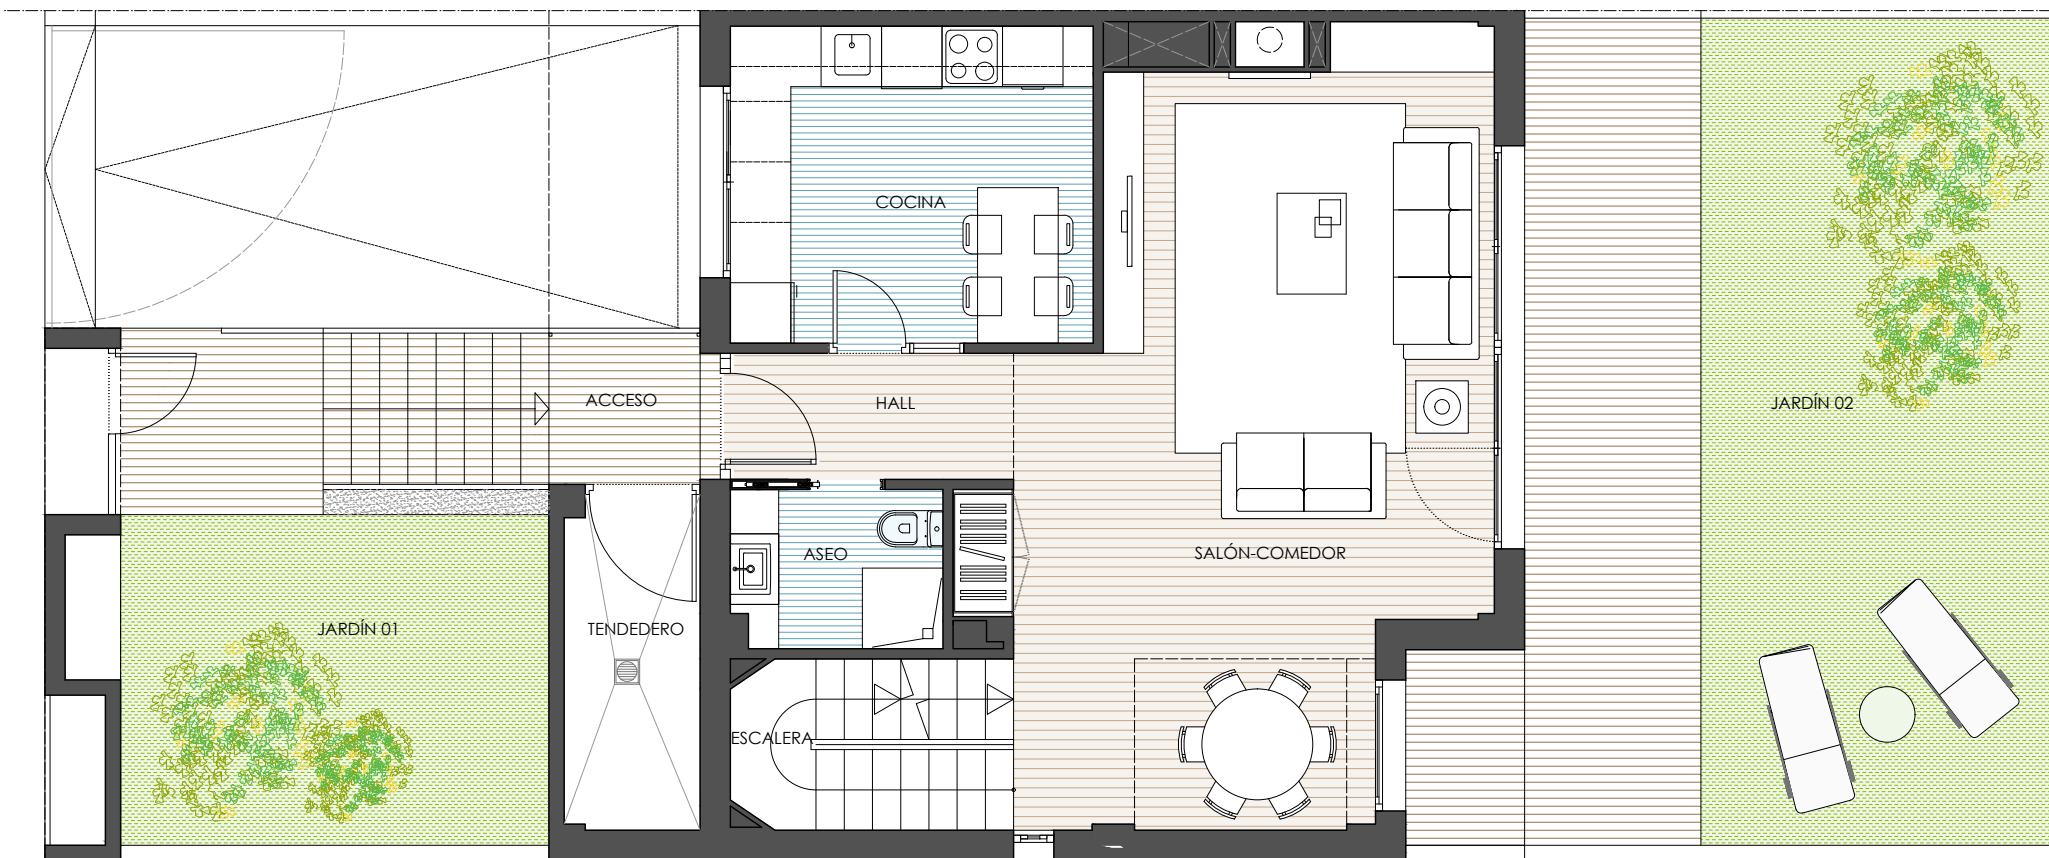 COCINA
ACCESO
HALL
JARDÍN 02
ASEO
SALÓN-COMEDOR
JARDÍN 01
TENDEDERO
ESCALERA